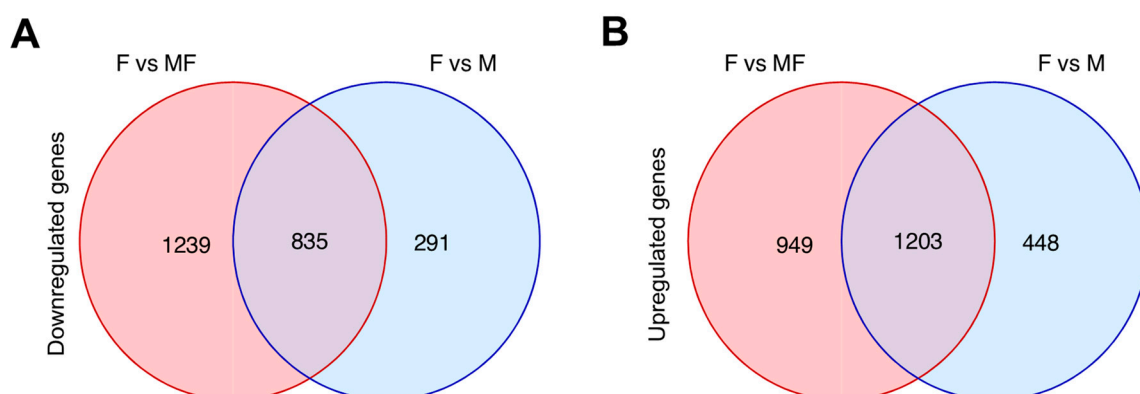 A
F vs MF
F vs M
Downregulated genes
1239
835
291
B
F vs MF
F vs M
Upregulated genes
949
1203
448